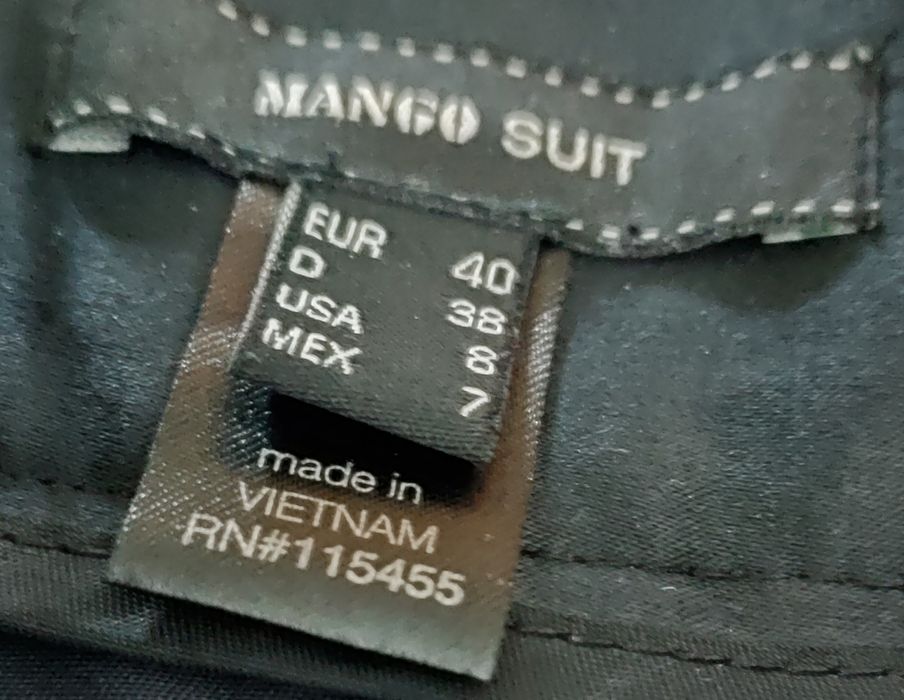 MANGO SUIT
EUR 40
D 38
USA 8
MEX 7
made in
VIETNAM
RN#115455